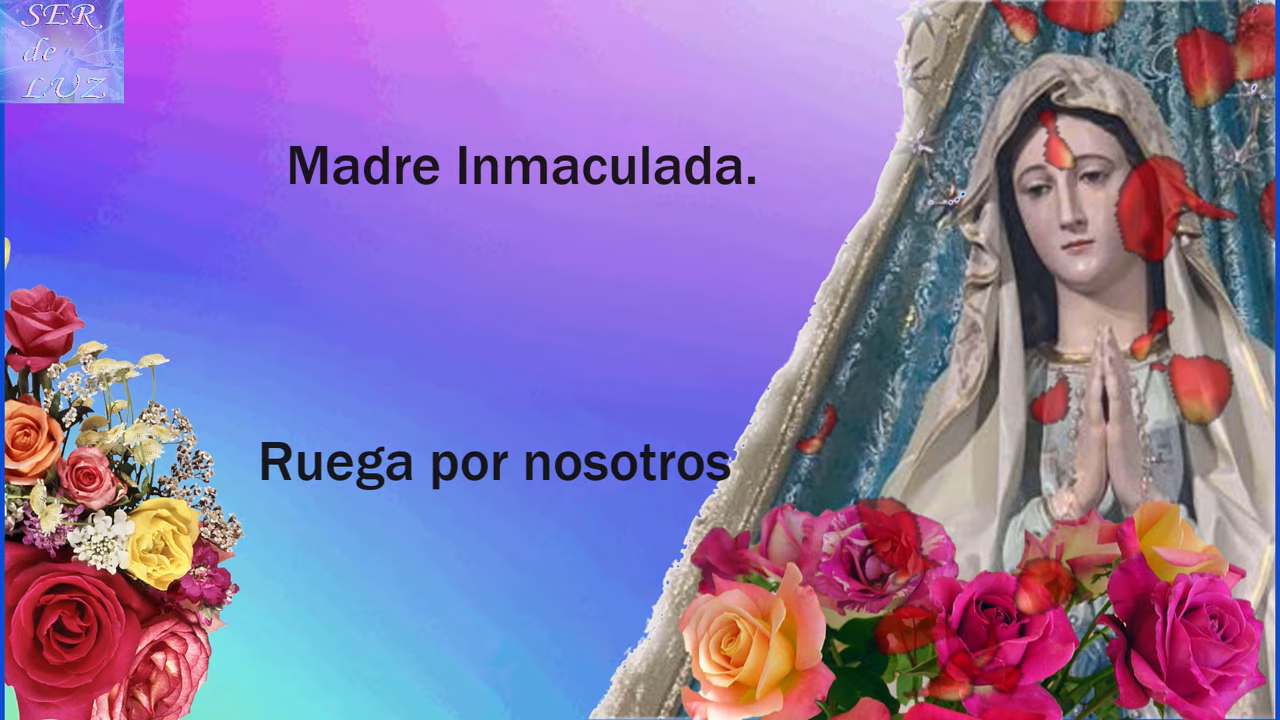 SER
de
LUZ
Madre Inmaculada.
Ruega por nosotros